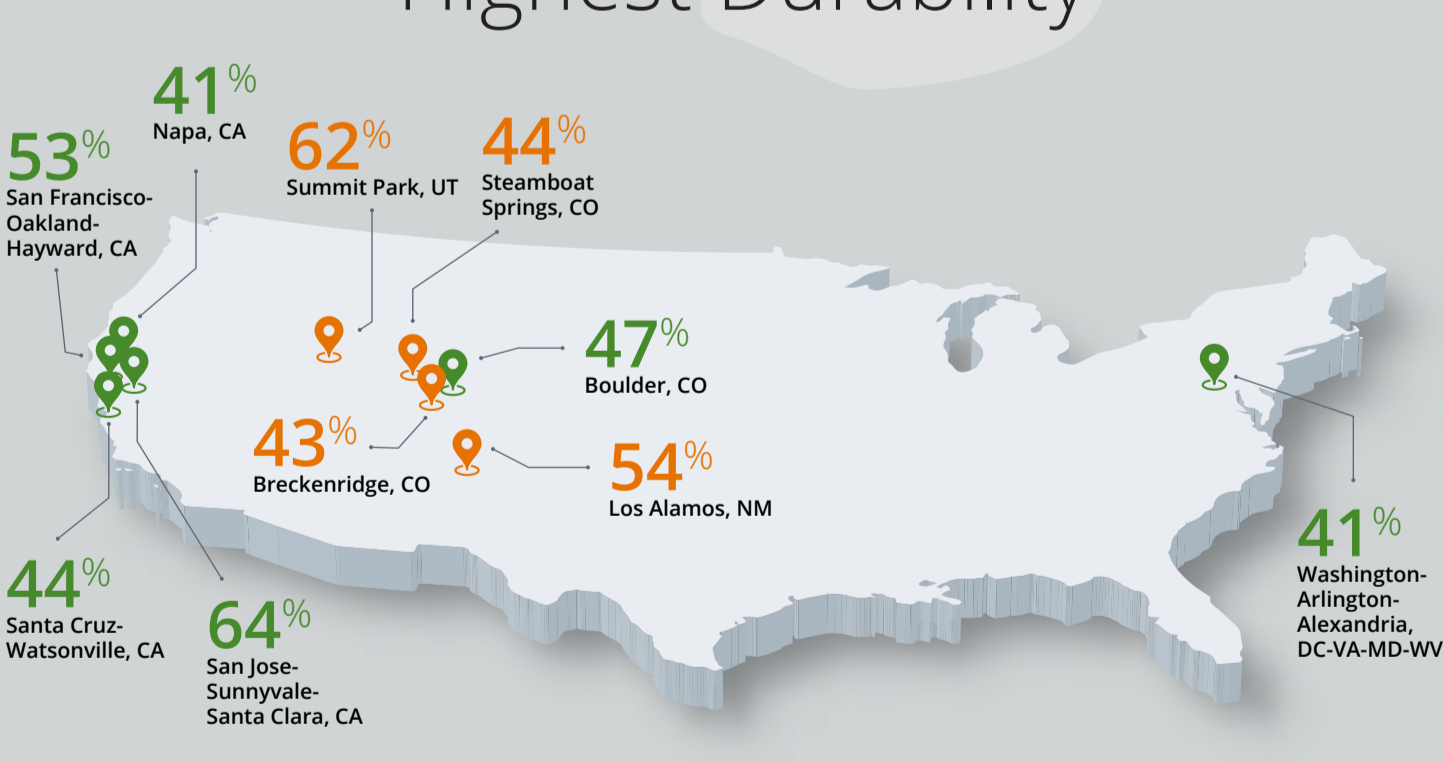 Highest Durability
41%
Napa, CA
53%
San Francisco-
Oakland-
Hayward, CA
62%
Summit Park, UT
44%
Steamboat
Springs, CO
47%
Boulder, CO
43%
Breckenridge, CO
54%
Los Alamos, NM
44%
Santa Cruz-
Watsonville, CA
64%
San Jose-
Sunnyvale-
Santa Clara, CA
41%
Washington-
Arlington-
Alexandria,
DC-VA-MD-WV